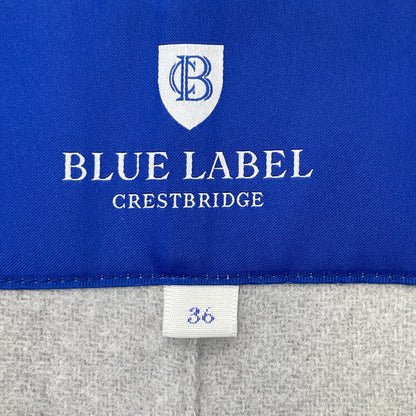 CB
BLUE LABEL
CRESTBRIDGE
36